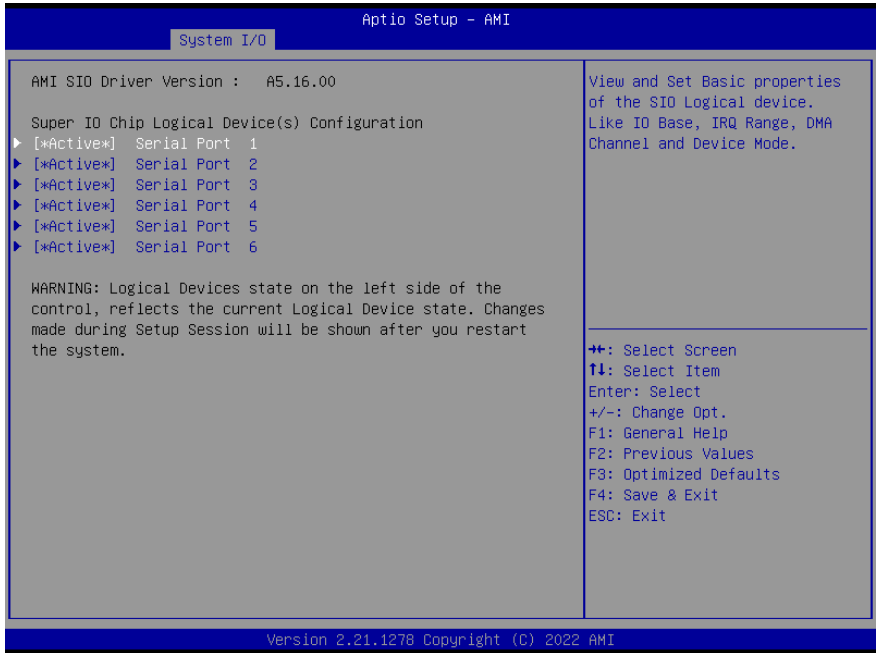 Aptio Setup – AMI
System I/O
AMI SIO Driver Version :   A5.16.00
Super IO Chip Logical Device(s) Configuration
[*Active*]  Serial Port  1
[*Active*]  Serial Port  2
[*Active*]  Serial Port  3
[*Active*]  Serial Port  4
[*Active*]  Serial Port  5
[*Active*]  Serial Port  6
WARNING: Logical Devices state on the left side of the
control, reflects the current Logical Device state. Changes
made during Setup Session will be shown after you restart
the system.
View and Set Basic properties
of the SIO Logical device.
Like IO Base, IRQ Range, DMA
Channel and Device Mode.
→←: Select Screen
↑↓: Select Item
Enter: Select
+/-: Change Opt.
F1: General Help
F2: Previous Values
F3: Optimized Defaults
F4: Save & Exit
ESC: Exit
Version 2.21.1278 Copyright (C) 2022 AMI